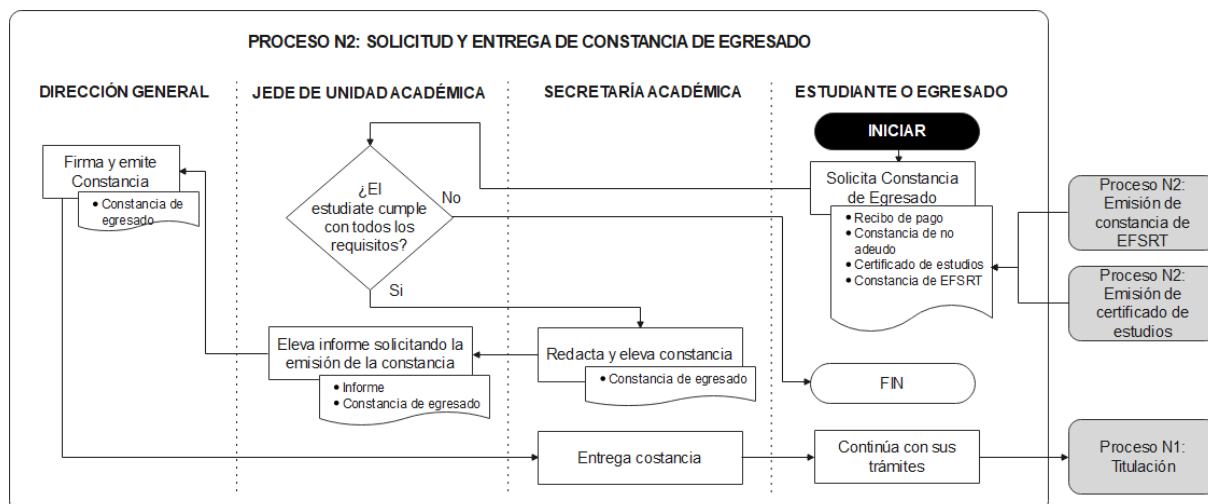 PROCESO N2: SOLICITUD Y ENTREGA DE CONSTANCIA DE EGRESADO
DIRECCIÓN GENERAL
JEDE DE UNIDAD ACADÉMICA
SECRETARÍA ACADÉMICA
ESTUDIANTE O EGRESADO
INICIAR
Firma y emite
Constancia
• Constancia de
egresado
¿El
estudiate cumple
con todos los
requisitos?
No
Si
Solicita Constancia
de Egresado
• Recibo de pago
• Constancia de no
adeudo
• Certificado de estudios
• Constancia de EFSRT
Proceso N2:
Emisión de
constancia de
EFSRT
Proceso N2:
Emisión de
certificado de
estudios
Eleva informe solicitando la
emisión de la constancia
• Informe
• Constancia de egresado
Redacta y eleva constancia
• Constancia de egresado
FIN
Entrega costancia
Continúa con sus
trámites
Proceso N1:
Titulación